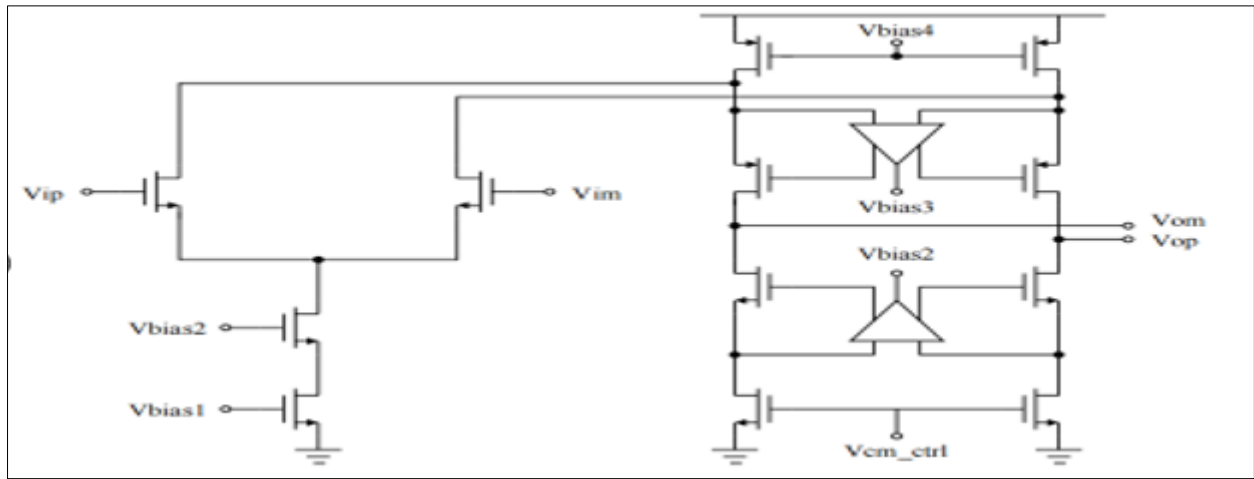 Vbias4
Vip
Vim
Vbias3
Vom
Vop
Vbias2
Vbias2
Vbias1
Vcm_ctrl